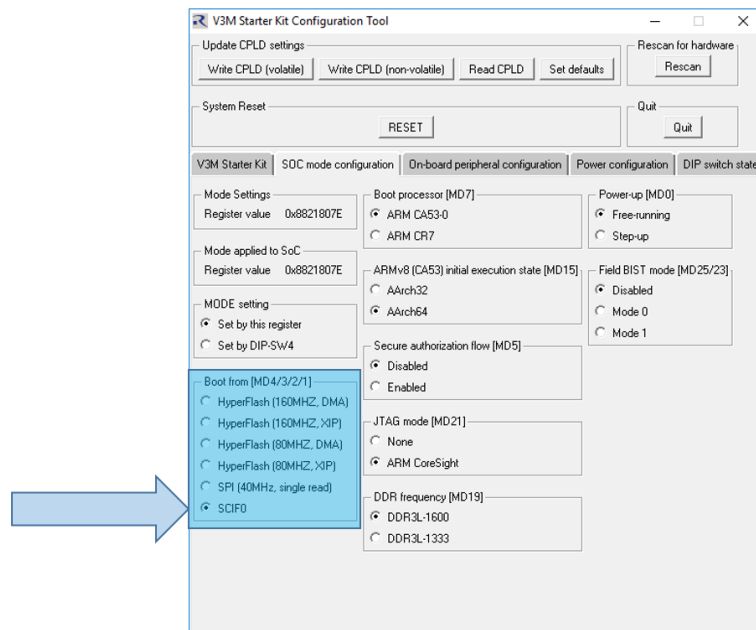 V3M Starter Kit Configuration Tool
Update CPLD settings
Write CPLD (volatile)
Write CPLD (non-volatile)
Read CPLD
Set defaults
Rescan for hardware
Rescan
System Reset
RESET
Quit
Quit
V3M Starter Kit
SOC mode configuration
On-board peripheral configuration
Power configuration
DIP switch state
Mode Settings
Register value 0x8821807E
Mode applied to SoC
Register value 0x8821807E
MODE setting
Set by this register
Set by DIP-SW4
Boot from [MD4/3/2/1]
HyperFlash (160MHZ, DMA)
HyperFlash (160MHZ, XIP)
HyperFlash (80MHZ, DMA)
HyperFlash (80MHZ, XIP)
SPI (40MHz, single read)
SCIF0
Boot processor [MD7]
ARM CA53-0
ARM CR7
ARMv8 (CA53) initial execution state [MD15]
AArch32
AArch64
Secure authorization flow [MD5]
Disabled
Enabled
JTAG mode [MD21]
None
ARM CoreSight
DDR frequency [MD19]
DDR3L-1600
DDR3L-1333
Power-up [MD0]
Free-running
Step-up
Field BIST mode [MD25/23]
Disabled
Mode 0
Mode 1